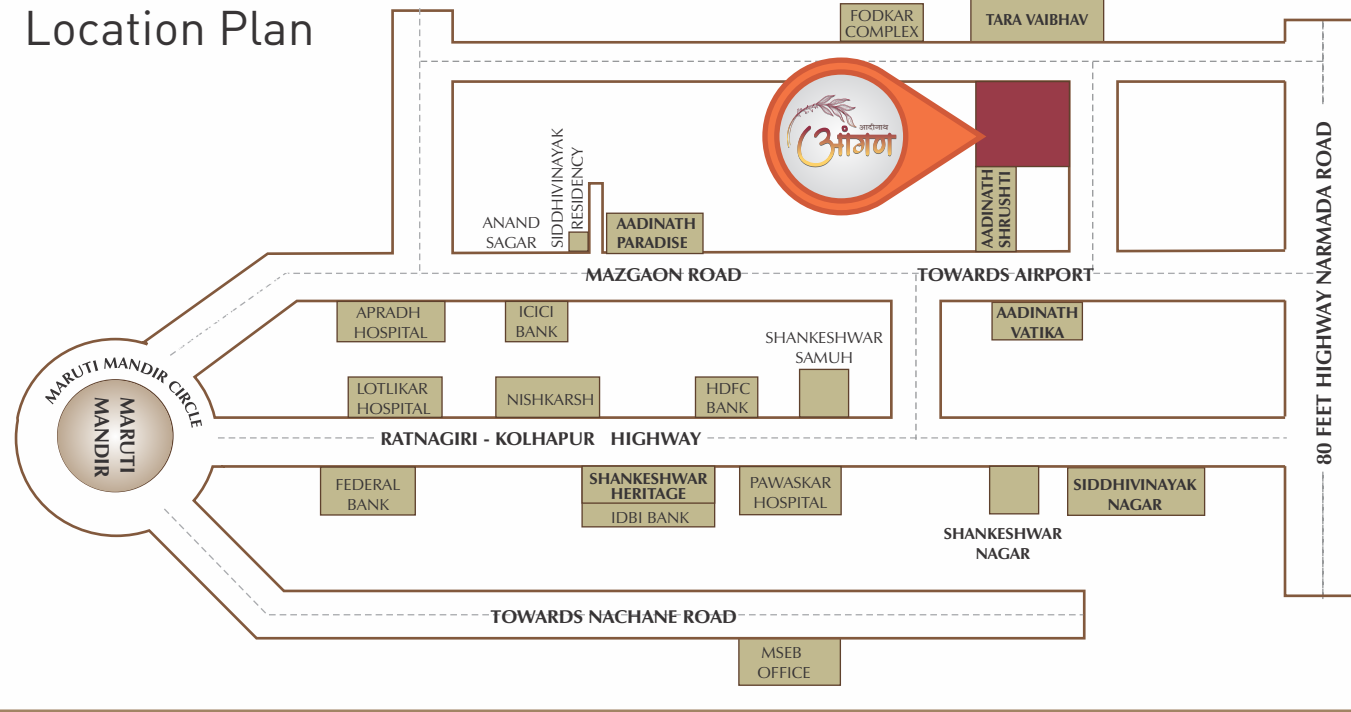 Location Plan
FODKAR
COMPLEX
TARA VAIBHAV
आदीनाथ
आंगण
SIDDHIVINAYAK
RESIDENCY
ANAND
SAGAR
AADINATH
PARADISE
AADINATH
SHRUSHTI
MAZGAON ROAD
TOWARDS AIRPORT
80 FEET HIGHWAY NARMADA ROAD
APRADH
HOSPITAL
ICICI
BANK
AADINATH
VATIKA
SHANKESHWAR
SAMUH
MARUTI MANDIR CIRCLE
MARUTI
MANDIR
LOTLIKAR
HOSPITAL
NISHKARSH
HDFC
BANK
RATNAGIRI - KOLHAPUR HIGHWAY
FEDERAL
BANK
SHANKESHWAR
HERITAGE
IDBI BANK
PAWASKAR
HOSPITAL
SHANKESHWAR
NAGAR
SIDDHIVINAYAK
NAGAR
TOWARDS NACHANE ROAD
MSEB
OFFICE